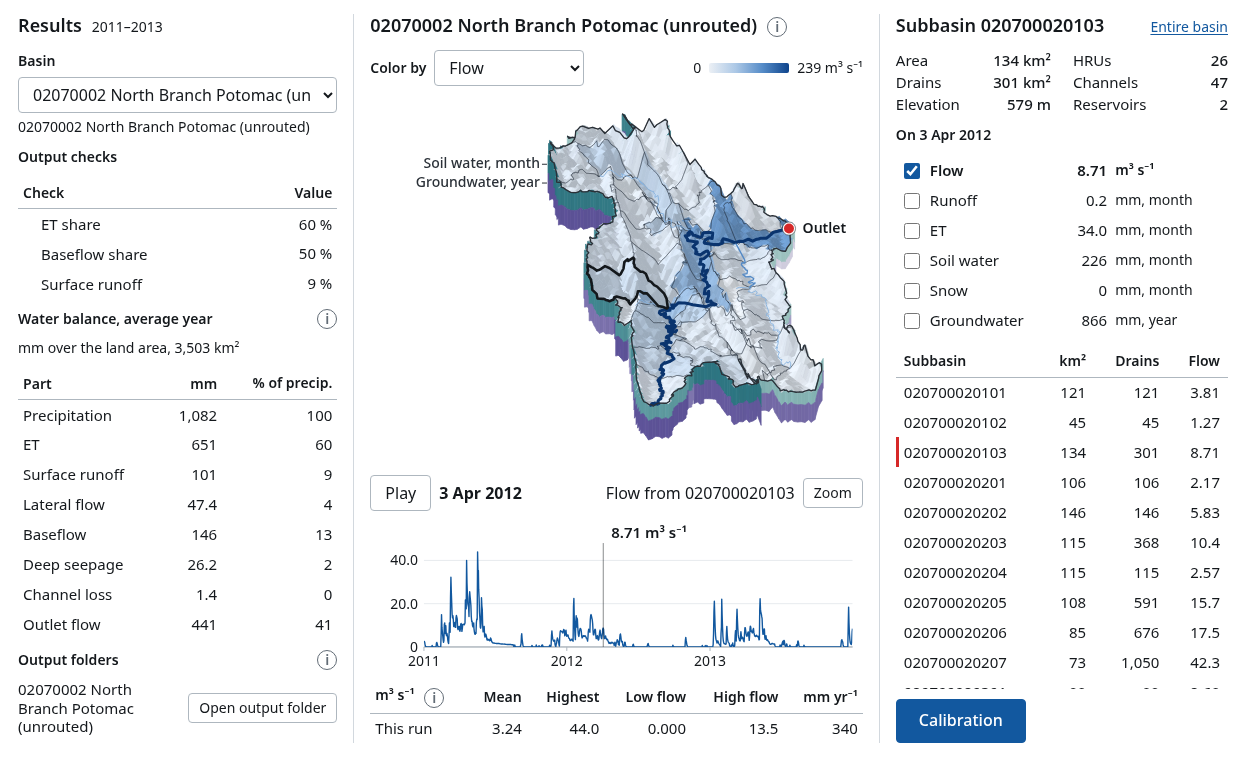 Results 2011–2013
Basin
02070002 North Branch Potomac (un
02070002 North Branch Potomac (unrouted)
Output checks
Check Value
ET share 60 %
Baseflow share 50 %
Surface runoff 9 %
Water balance, average year i
mm over the land area, 3,503 km²
Part mm % of precip.
Precipitation 1,082 100
ET 651 60
Surface runoff 101 9
Lateral flow 47.4 4
Baseflow 146 13
Deep seepage 26.2 2
Channel loss 1.4 0
Outlet flow 441 41
Output folders i
02070002 North
Branch Potomac
(unrouted)
Open output folder
02070002 North Branch Potomac (unrouted) i
Color by Flow
0 239 m³ s⁻¹
Soil water, month
Groundwater, year
Outlet
Play 3 Apr 2012 Flow from 020700020103 Zoom
8.71 m³ s⁻¹
40.0
20.0
0
2011 2012 2013
m³ s⁻¹ i Mean Highest Low flow High flow mm yr⁻¹
This run 3.24 44.0 0.000 13.5 340
Subbasin 020700020103 Entire basin
Area 134 km² HRUs 26
Drains 301 km² Channels 47
Elevation 579 m Reservoirs 2
On 3 Apr 2012
Flow 8.71 m³ s⁻¹
Runoff 0.2 mm, month
ET 34.0 mm, month
Soil water 226 mm, month
Snow 0 mm, month
Groundwater 866 mm, year
Subbasin km² Drains Flow
020700020101 121 121 3.81
020700020102 45 45 1.27
020700020103 134 301 8.71
020700020201 106 106 2.17
020700020202 146 146 5.83
020700020203 115 368 10.4
020700020204 115 115 2.57
020700020205 108 591 15.7
020700020206 85 676 17.5
020700020207 73 1,050 42.3
Calibration